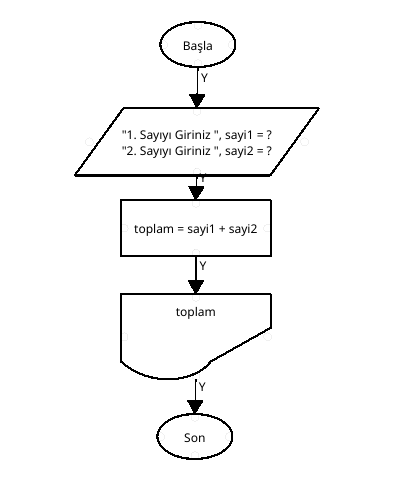 Başla
Y
"1. Sayıyı Giriniz ", sayi1 = ?
"2. Sayıyı Giriniz ", sayi2 = ?
Y
toplam = sayi1 + sayi2
Y
toplam
Y
Son